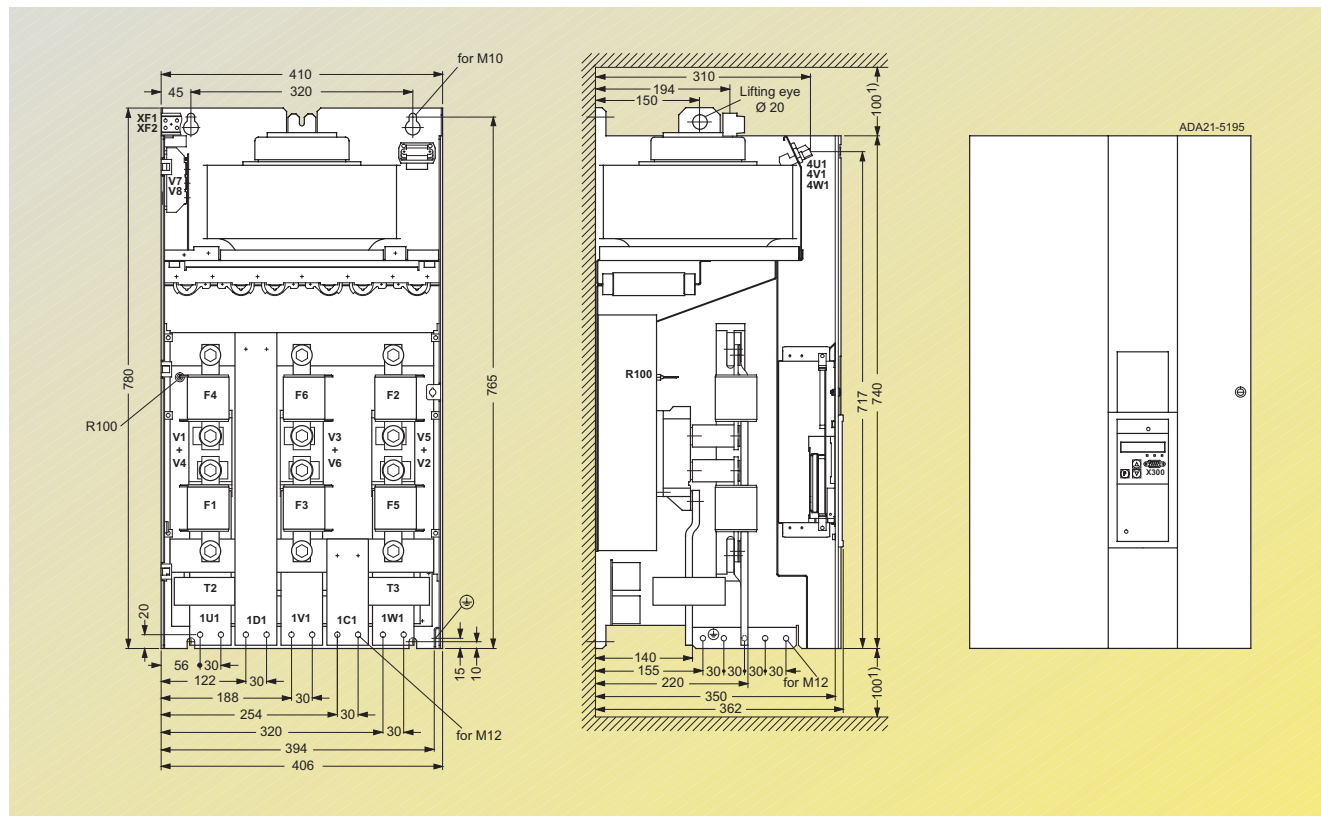 for M10
410
45
320
XF1
XF2
V7
V8
780
765
R100
F4
F6
F2
V1
+
V4
V3
+
V6
V5
+
V2
F1
F3
F5
T2
T3
20
1U1
1D1
1V1
1C1
1W1
56
30
15
10
122
30
188
30
254
30
320
30
for M12
394
406
310
194
150
Lifting eye
Ø 20
100 1)
4U1
4V1
4W1
R100
717
740
140
155
30
30
30
30
220
for M12
350
362
100 1)
ADA21-5195
P
X300